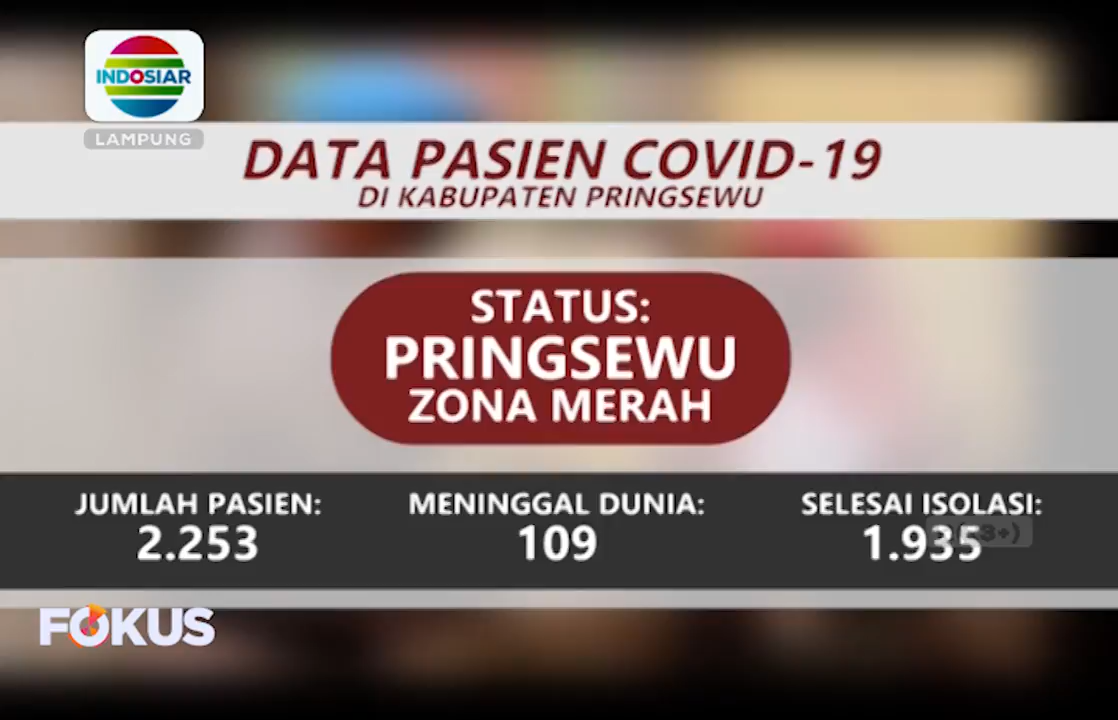 INDOSIAR
LAMPUNG
DATA PASIEN COVID-19
DI KABUPATEN PRINGSEWU
STATUS:
PRINGSEWU
ZONA MERAH
JUMLAH PASIEN:
2.253
MENINGGAL DUNIA:
109
SELESAI ISOLASI:
1.935
FOKUS